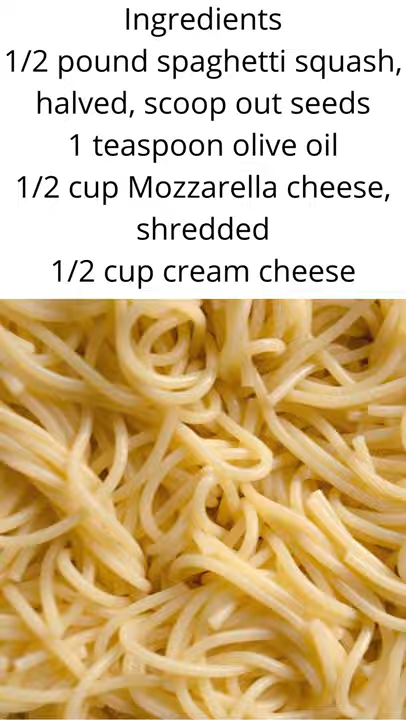 Ingredients
1/2 pound spaghetti squash,
halved, scoop out seeds
1 teaspoon olive oil
1/2 cup Mozzarella cheese,
shredded
1/2 cup cream cheese